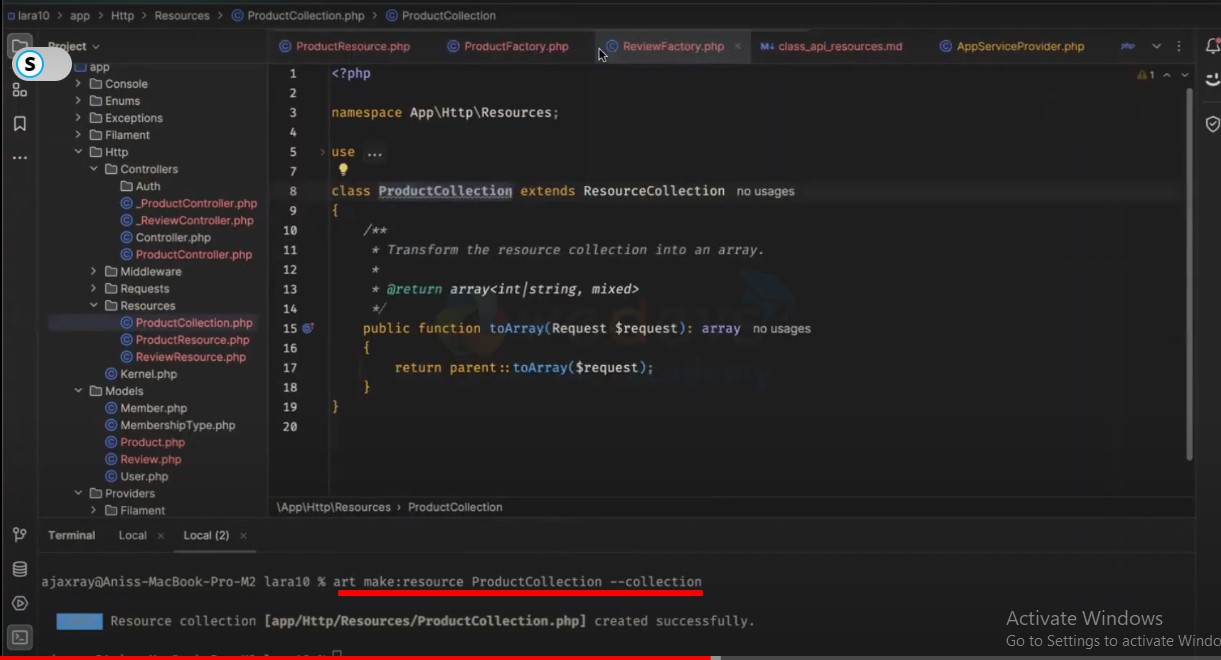 lara10 > app > Http > Resources > ProductCollection.php > ProductCollection
Project
ProductResource.php ProductFactory.php ReviewFactory.php × class_api_resources.md AppServiceProvider.php
S
app
Console
Enums
Exceptions
Filament
Http
Controllers
Auth
_ProductController.php
_ReviewController.php
Controller.php
ProductController.php
Middleware
Requests
Resources
ProductCollection.php
ProductResource.php
ReviewResource.php
Kernel.php
Models
Member.php
MembershipType.php
Product.php
Review.php
User.php
Providers
Filament
1 <?php
2
3 namespace App\Http\Resources;
4
5 use ...
7
8 class ProductCollection extends ResourceCollection no usages
9 {
10 /**
11 * Transform the resource collection into an array.
12 *
13 * @return array<int|string, mixed>
14 */
15 public function toArray(Request $request): array no usages
16 {
17 return parent::toArray($request);
18 }
19 }
20
1
\App\Http\Resources > ProductCollection
Terminal Local × Local (2) ×
ajaxray@Aniss-MacBook-Pro-M2 lara10 % art make:resource ProductCollection --collection
Resource collection [app/Http/Resources/ProductCollection.php] created successfully.
Activate Windows
Go to Settings to activate Windo